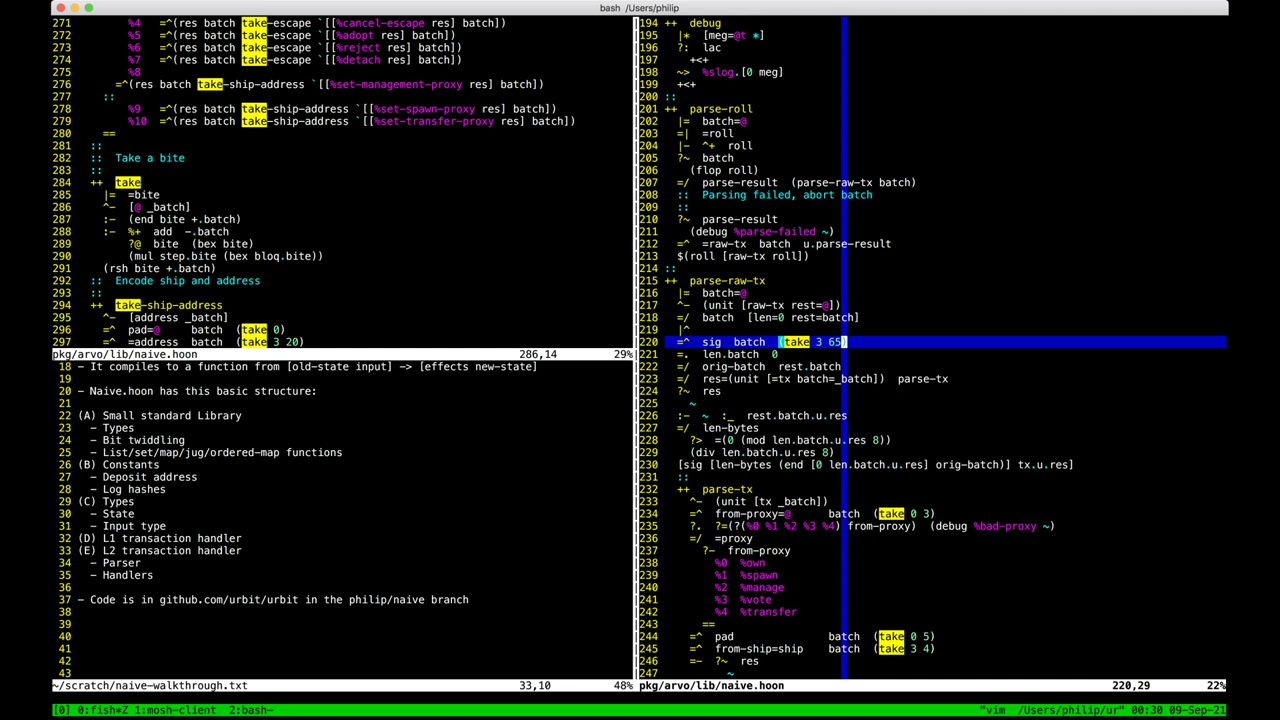 bash /Users/philip
271       %4   =^(res batch take-escape `[[%cancel-escape res] batch)
272       %5   =^(res batch take-escape `[[%adopt res] batch)
273       %6   =^(res batch take-escape `[[%reject res] batch)
274       %7   =^(res batch take-escape `[[%detach res] batch)
275       %8
276     =^(res batch take-ship-address `[[%set-management-proxy res] batch)
277   ::
278       %9   =^(res batch take-ship-address `[[%set-spawn-proxy res] batch)
279       %10  =^(res batch take-ship-address `[[%set-transfer-proxy res] batch)
280   ==
281 ::
282 ::  Take a bite
283 ::
284 ++  take
285   |=  =bite
286   ^-  [@ _batch]
287   :-  (end bite +.batch)
288   :-  %+  add  -.batch
289       ?@  bite  (bex bite)
290       (mul step.bite (bex bloq.bite))
291   (rsh bite +.batch)
292 ::  Encode ship and address
293 ::
294 ++  take-ship-address
295   ^-  [address _batch]
296   =^  pad=@     batch  (take 0)
297   =^  address   batch  (take 3 20)
pkg/arvo/lib/naive.hoon 286,14 29%
18 - It compiles to a function from [old-state input] -> [effects new-state]
19
20 - Naive.hoon has this basic structure:
21
22 (A) Small standard Library
23   - Types
24   - Bit twiddling
25   - List/set/map/jug/ordered-map functions
26 (B) Constants
27   - Deposit address
28   - Log hashes
29 (C) Types
30   - State
31   - Input type
32 (D) L1 transaction handler
33 (E) L2 transaction handler
34   - Parser
35   - Handlers
36
37 - Code is in github.com/urbit/urbit in the philip/naive branch
38
39
40
41
42
43
~/scratch/naive-walkthrough.txt 33,10 48%
194 ++  debug
195   |*  [meg=@t *]
196   ?:  lac
197     +<+
198   ~>  %slog.[0 meg]
199   +<+
200 ::
201 ++  parse-roll
202   |=  batch=@
203   =|  =roll
204   |-  ^+  roll
205   ?~  batch
206     (flop roll)
207   =/  parse-result  (parse-raw-tx batch)
208   ::  Parsing failed, abort batch
209   ::
210   ?~  parse-result
211     (debug %parse-failed ~)
212   =^  =raw-tx  batch  u.parse-result
213   $(roll [raw-tx roll])
214 ::
215 ++  parse-raw-tx
216   |=  batch=@
217   ^-  (unit [raw-tx rest=@])
218   =/  batch  [len=0 rest=batch]
219   |^
220   =^  sig  batch  (take 3 65)
221   =.  len.batch  0
222   =/  orig-batch  rest.batch
223   =/  res=(unit [=tx batch=_batch])  parse-tx
224   ?~  res
225     ~
226   :-  ~  :_  rest.batch.u.res
227   =/  len-bytes
228     ?>  =(0 (mod len.batch.u.res 8))
229     (div len.batch.u.res 8)
230   [sig [len-bytes (end [0 len.batch.u.res] orig-batch)] tx.u.res]
231   ::
232   ++  parse-tx
233     ^-  (unit [tx _batch])
234     =^  from-proxy=@      batch  (take 0 3)
235     ?.  ?=(?(%0 %1 %2 %3 %4) from-proxy)  (debug %bad-proxy ~)
236     =/  =proxy
237       ?-  from-proxy
238         %0  %own
239         %1  %spawn
240         %2  %manage
241         %3  %vote
242         %4  %transfer
243       ==
244     =^  pad               batch  (take 0 5)
245     =^  from-ship=ship    batch  (take 3 4)
246     =-  ?~  res
247           ~
pkg/arvo/lib/naive.hoon 220,29 22%
[0] 0:fish*Z 1:mosh-client  2:bash- "vim  /Users/philip/ur" 00:30 09-Sep-21